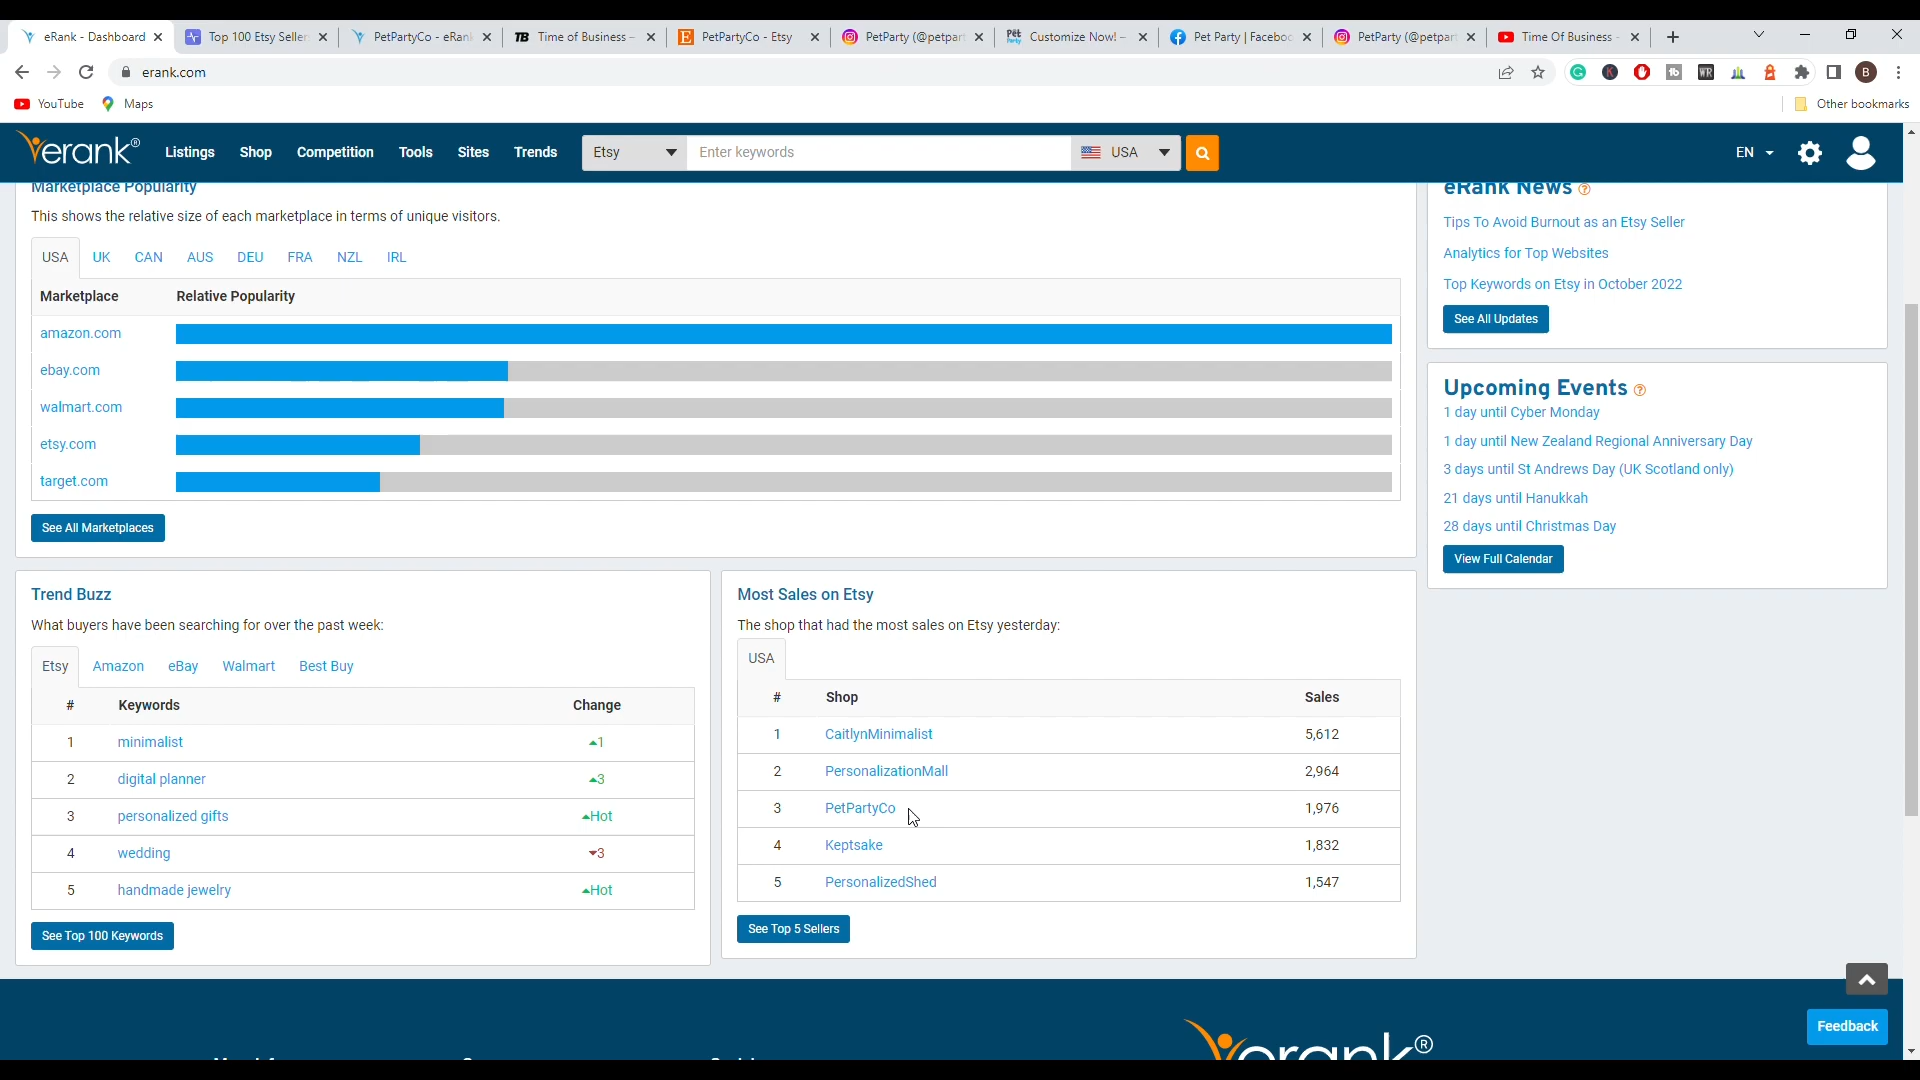 eRank - Dashboard
Top 100 Etsy Seller
PetPartyCo - eRank
Time of Business -
PetPartyCo - Etsy
PetParty (@petpart
Customize Now! –
Pet Party | Faceboo
PetParty (@petpart
Time Of Business -
erank.com
YouTube
Maps
Other bookmarks
erank®
Listings
Shop
Competition
Tools
Sites
Trends
Etsy
Enter keywords
USA
EN
Marketplace Popularity
This shows the relative size of each marketplace in terms of unique visitors.
USA UK CAN AUS DEU FRA NZL IRL
Marketplace Relative Popularity
amazon.com
ebay.com
walmart.com
etsy.com
target.com
See All Marketplaces
eRank News ?
Tips To Avoid Burnout as an Etsy Seller
Analytics for Top Websites
Top Keywords on Etsy in October 2022
See All Updates
Upcoming Events ?
1 day until Cyber Monday
1 day until New Zealand Regional Anniversary Day
3 days until St Andrews Day (UK Scotland only)
21 days until Hanukkah
28 days until Christmas Day
View Full Calendar
Trend Buzz
What buyers have been searching for over the past week:
Etsy Amazon eBay Walmart Best Buy
# Keywords Change
1 minimalist ▲1
2 digital planner ▲3
3 personalized gifts ▲Hot
4 wedding ▼3
5 handmade jewelry ▲Hot
See Top 100 Keywords
Most Sales on Etsy
The shop that had the most sales on Etsy yesterday:
USA
# Shop Sales
1 CaitlynMinimalist 5,612
2 PersonalizationMall 2,964
3 PetPartyCo 1,976
4 Keptsake 1,832
5 PersonalizedShed 1,547
See Top 5 Sellers
Feedback
erank®